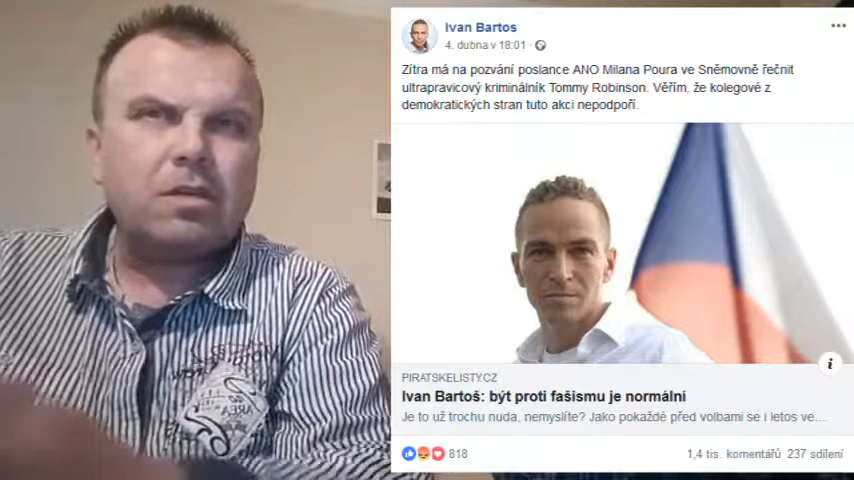 Ivan Bartos
4. dubna v 18:01 ·
Zítra má na pozvání poslance ANO Milana Poura ve Sněmovně řečnit
ultrapravicový kriminálník Tommy Robinson. Věřím, že kolegové z
demokratických stran tuto akci nepodpoří.
PIRATSKELISTY.CZ
Ivan Bartoš: být proti fašismu je normální
Je to už trochu nuda, nemyslíte? Jako pokaždé před volbami se i letos ve…
818
1,4 tis. komentářů 237 sdílení
AREA